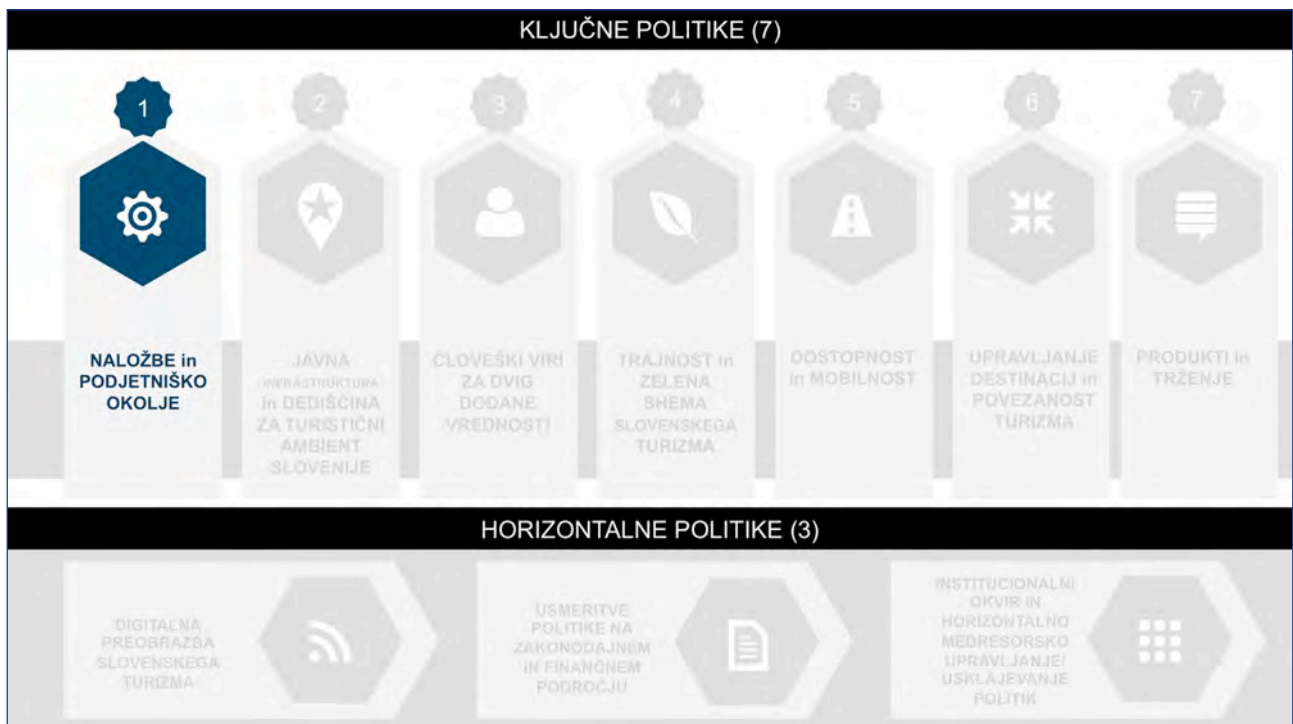 KLJUČNE POLITIKE (7)
1
2
3
4
5
6
7
NALOŽBE in
PODJETNIŠKO
OKOLJE
JAVNA
INFRASTRUKTURA
in DEDIŠČINA
ZA TURISTIČNI
AMBIENT
SLOVENIJE
ČLOVEŠKI VIRI
ZA DVIG
DODANE
VREDNOSTI
TRAJNOST in
ZELENA
SHEMA
SLOVENSKEGA
TURIZMA
DOSTOPNOST
in MOBILNOST
UPRAVLJANJE
DESTINACIJ in
POVEZANOST
TURIZMA
PRODUKTI in
TRŽENJE
HORIZONTALNE POLITIKE (3)
DIGITALNA
PREOBRAZBA
SLOVENSKEGA
TURIZMA
USMERITVE
POLITIKE NA
ZAKONODAJNEM
IN FINANČNEM
PODROČJU
INSTITUCIONALNI
OKVIR IN
HORIZONTALNO
MEDRESORSKO
UPRAVLJANJE/
USKLAJEVANJE
POLITIK